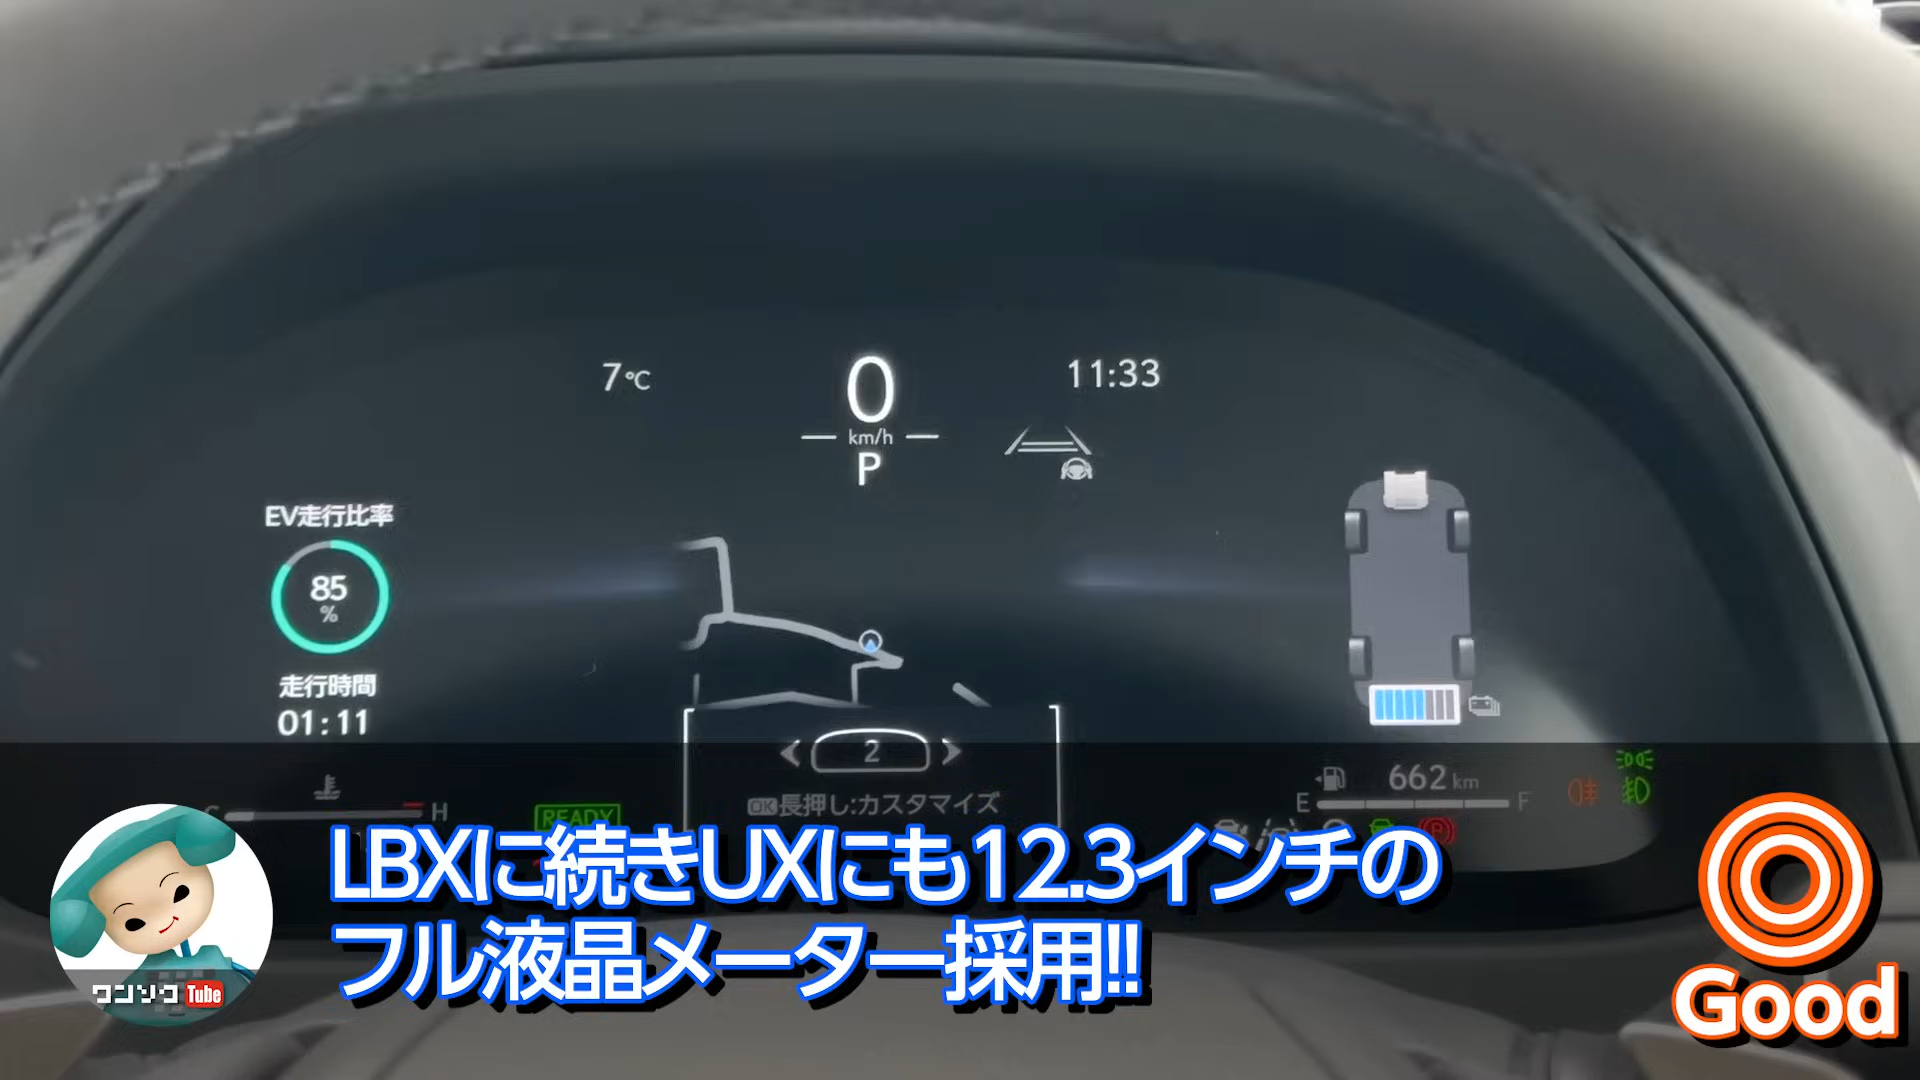 7℃
0
km/h
P
11:33
EV走行比率
85
%
走行時間
01:11
< 2 >
OK長押し:カスタマイズ
H
READY
662 km
E
F
LBXに続きUXにも12.3インチの
フル液晶メーター採用!!
ワンソクTube
Good